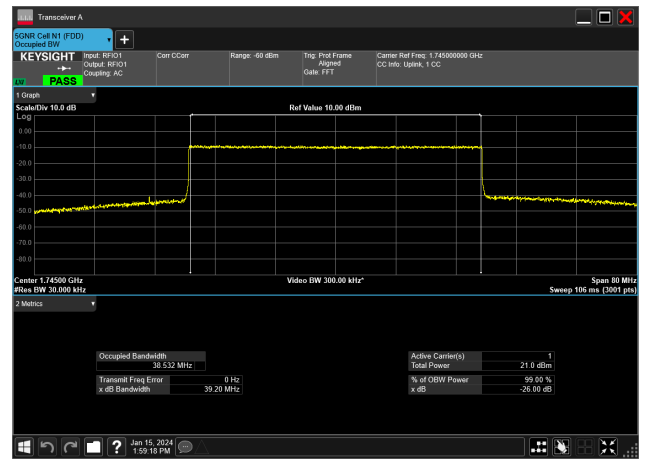 Transceiver A
5GNR Cell N1 (FDD)
Occupied BW
KEYSIGHT
LW PASS
Input: RFIO1
Output: RFIO1
Coupling: AC
Corr CCorr
Range: -60 dBm
Trig: Prot Frame
Aligned
Gate: FFT
Carrier Ref Freq: 1.745000000 GHz
CC Info: Uplink, 1 CC
1 Graph
Scale/Div 10.0 dB
Ref Value 10.00 dBm
Log
0.00
-10.0
-20.0
-30.0
-40.0
-50.0
-60.0
-70.0
-80.0
Center 1.74500 GHz
Video BW 300.00 kHz*
Span 80 MHz
#Res BW 30.000 kHz
Sweep 106 ms (3001 pts)
2 Metrics
Occupied Bandwidth
38.532 MHz
Transmit Freq Error 0 Hz
x dB Bandwidth 39.20 MHz
Active Carrier(s) 1
Total Power 21.0 dBm
% of OBW Power 99.00 %
x dB -26.00 dB
Jan 15, 2024
1:59:18 PM